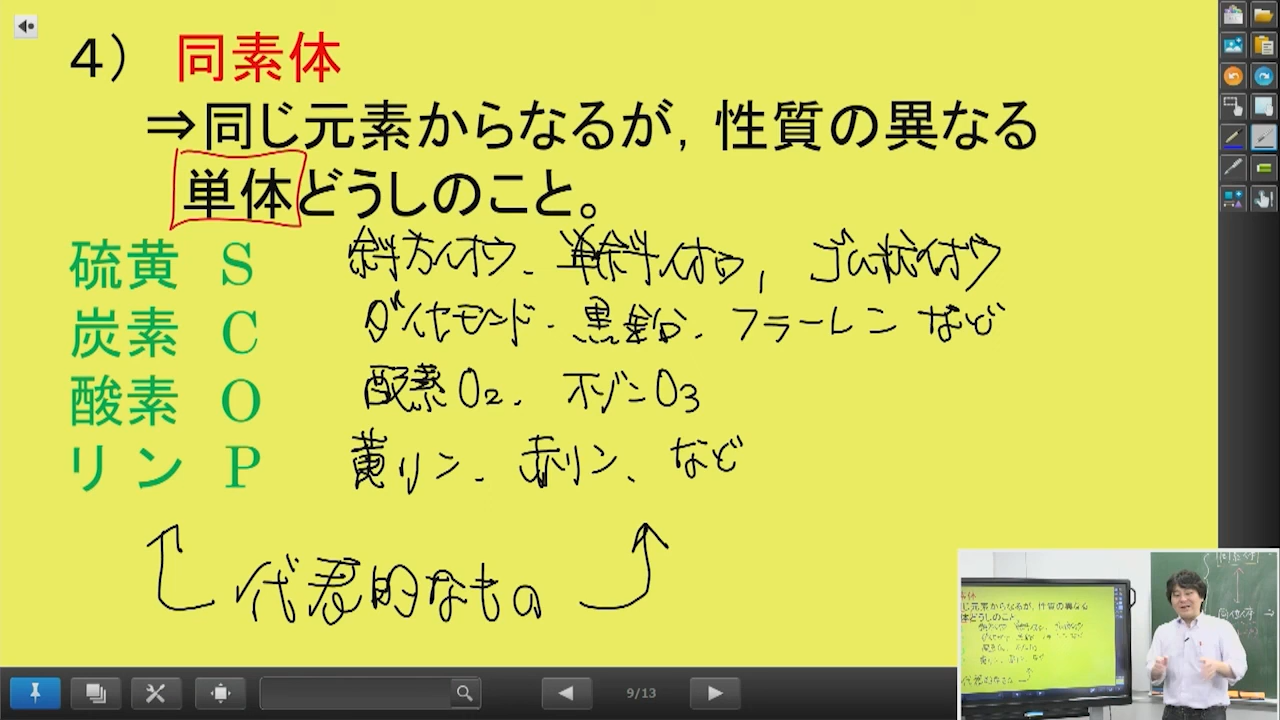 4) 同素体
⇒同じ元素からなるが，性質の異なる
単体どうしのこと。
硫黄 S 斜方イオウ、単斜イオウ, ゴム状イオウ
炭素 C ダイヤモンド、黒鉛、フラーレン など
酸素 O 酸素O2、オゾンO3
リン P 黄リン、赤リン、など
代表的なもの
9/13